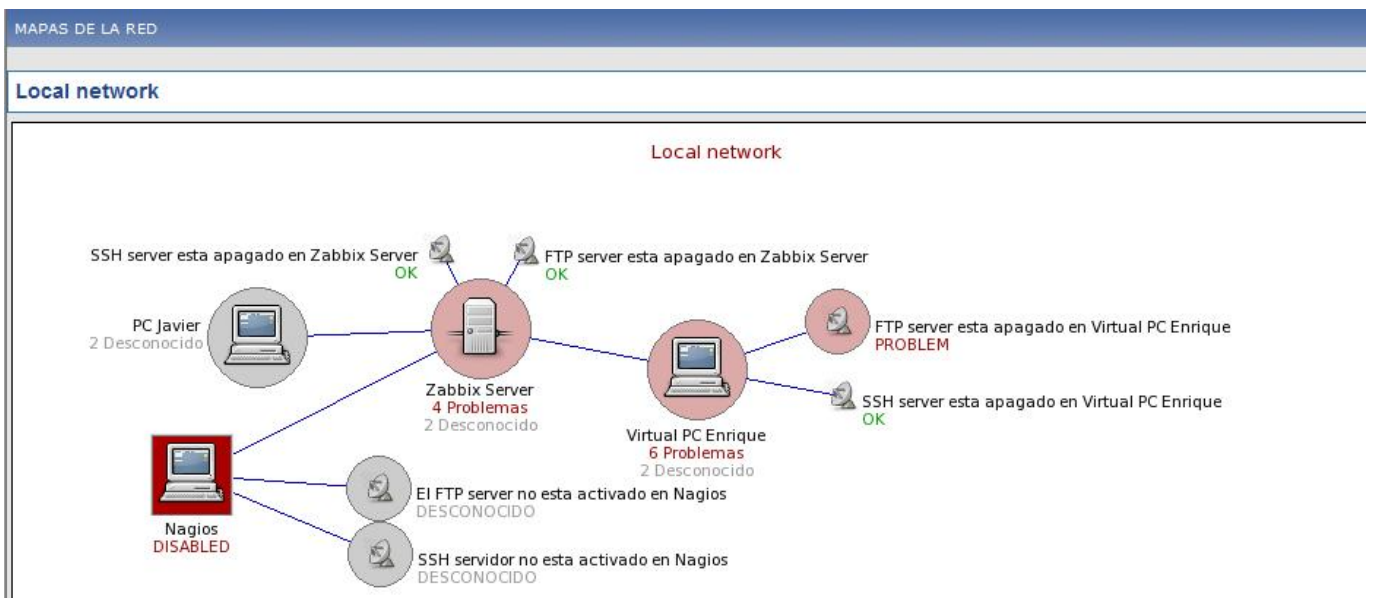 MAPAS DE LA RED
Local network
Local network
SSH server esta apagado en Zabbix Server
OK
FTP server esta apagado en Zabbix Server
OK
PC Javier
2 Desconocido
Zabbix Server
4 Problemas
2 Desconocido
FTP server esta apagado en Virtual PC Enrique
PROBLEM
SSH server esta apagado en Virtual PC Enrique
OK
Virtual PC Enrique
6 Problemas
2 Desconocido
Nagios
DISABLED
El FTP server no esta activado en Nagios
DESCONOCIDO
SSH servidor no esta activado en Nagios
DESCONOCIDO